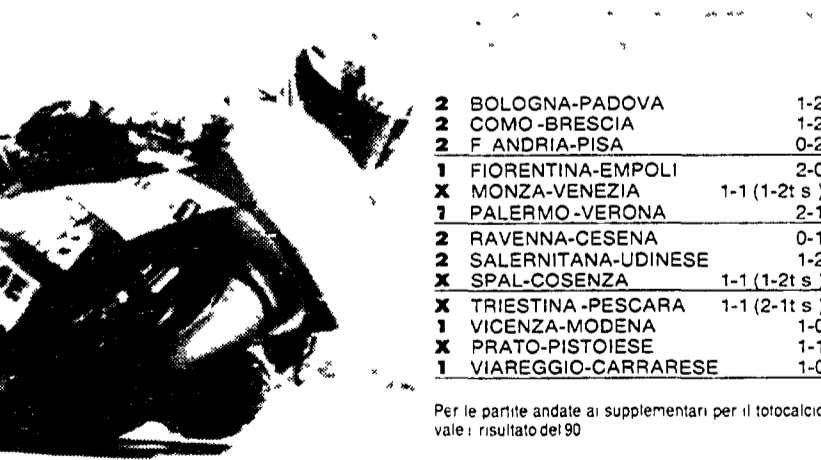 2 BOLOGNA-PADOVA 1-2
2 COMO-BRESCIA 1-2
2 F ANDRIA-PISA 0-2
1 FIORENTINA-EMPOLI 2-0
X MONZA-VENEZIA 1-1 (1-2t s )
1 PALERMO-VERONA 2-1
2 RAVENNA-CESENA 0-1
2 SALERNITANA-UDINESE 1-2
X SPAL-COSENZA 1-1 (1-2t s )
X TRIESTINA-PESCARA 1-1 (2-1t s )
1 VICENZA-MODENA 1-0
X PRATO-PISTOIESE 1-1
1 VIAREGGIO-CARRARESE 1-0
Per le partite andate ai supplementari per il totocalcio
vale i risultato del 90